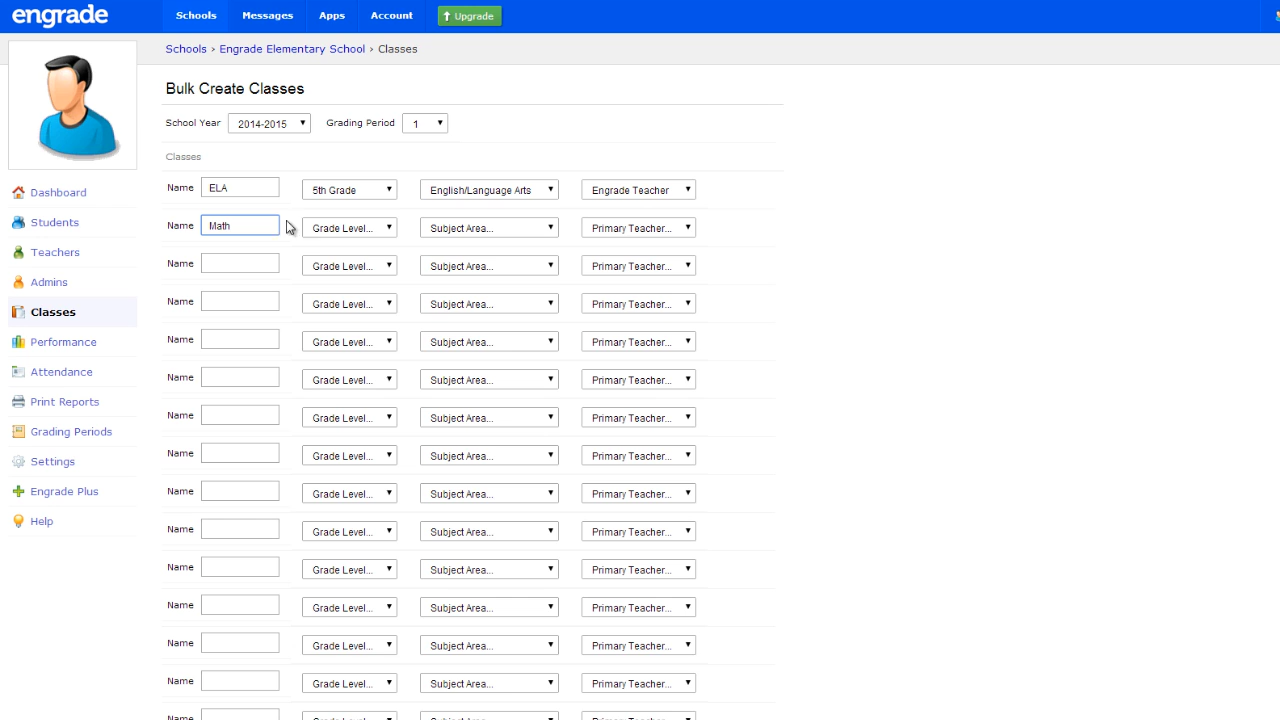 engrade Schools Messages Apps Account Upgrade
Schools › Engrade Elementary School › Classes
Bulk Create Classes
School Year 2014-2015 Grading Period 1
Classes
Dashboard
Students
Teachers
Admins
Classes
Performance
Attendance
Print Reports
Grading Periods
Settings
Engrade Plus
Help
Name ELA 5th Grade English/Language Arts Engrade Teacher
Name Math Grade Level... Subject Area... Primary Teacher...
Name Grade Level... Subject Area... Primary Teacher...
Name Grade Level... Subject Area... Primary Teacher...
Name Grade Level... Subject Area... Primary Teacher...
Name Grade Level... Subject Area... Primary Teacher...
Name Grade Level... Subject Area... Primary Teacher...
Name Grade Level... Subject Area... Primary Teacher...
Name Grade Level... Subject Area... Primary Teacher...
Name Grade Level... Subject Area... Primary Teacher...
Name Grade Level... Subject Area... Primary Teacher...
Name Grade Level... Subject Area... Primary Teacher...
Name Grade Level... Subject Area... Primary Teacher...
Name Grade Level... Subject Area... Primary Teacher...
Name